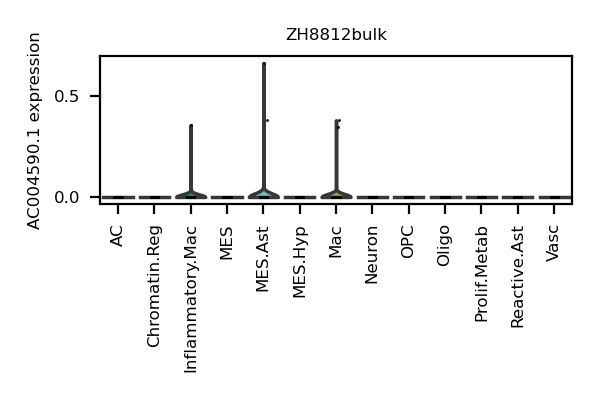 ZH8812bulk
AC004590.1 expression
0.5
0.0
AC
Chromatin.Reg
Inflammatory.Mac
MES
MES.Ast
MES.Hyp
Mac
Neuron
OPC
Oligo
Prolif.Metab
Reactive.Ast
Vasc